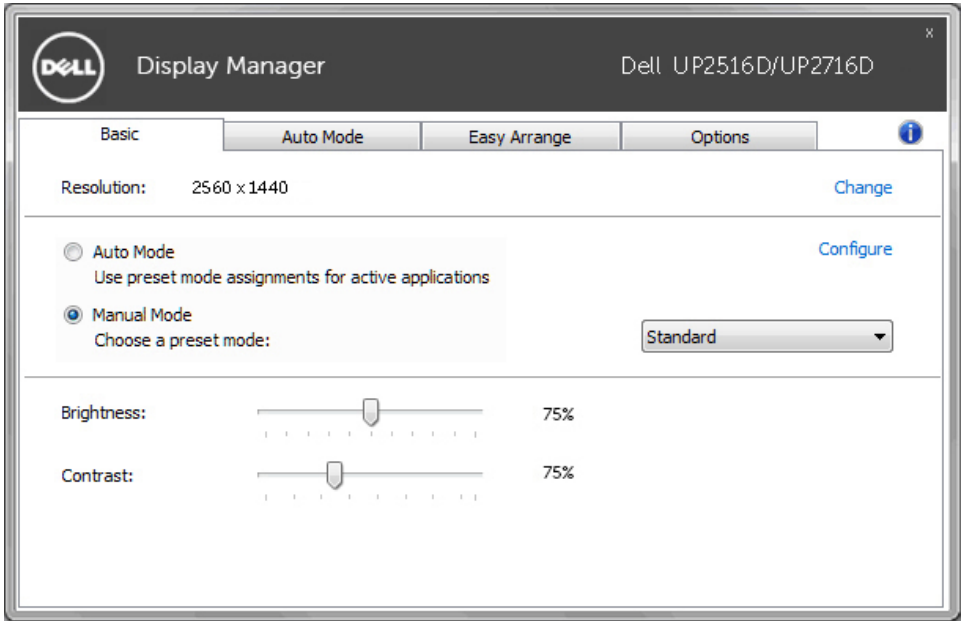 DELL
Display Manager
Dell UP2516D/UP2716D
x
Basic
Auto Mode
Easy Arrange
Options
i
Resolution: 2560 x 1440 Change
Auto Mode Configure
Use preset mode assignments for active applications
Manual Mode
Choose a preset mode: Standard
Brightness: 75%
Contrast: 75%